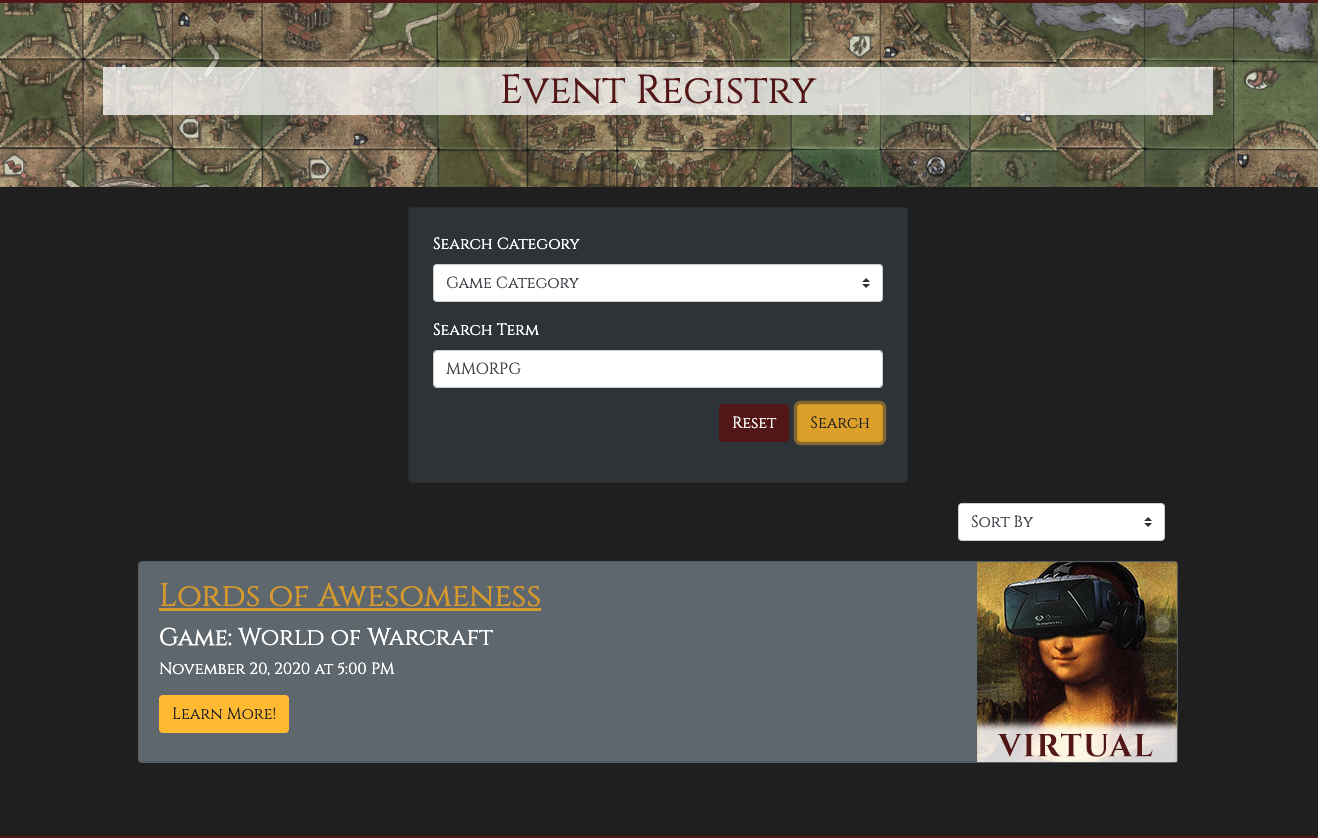 Event Registry
Search Category
Game Category
Search Term
MMORPG
Reset
Search
Sort By
Lords of Awesomeness
Game: World of Warcraft
November 20, 2020 at 5:00 PM
Learn More!
VIRTUAL